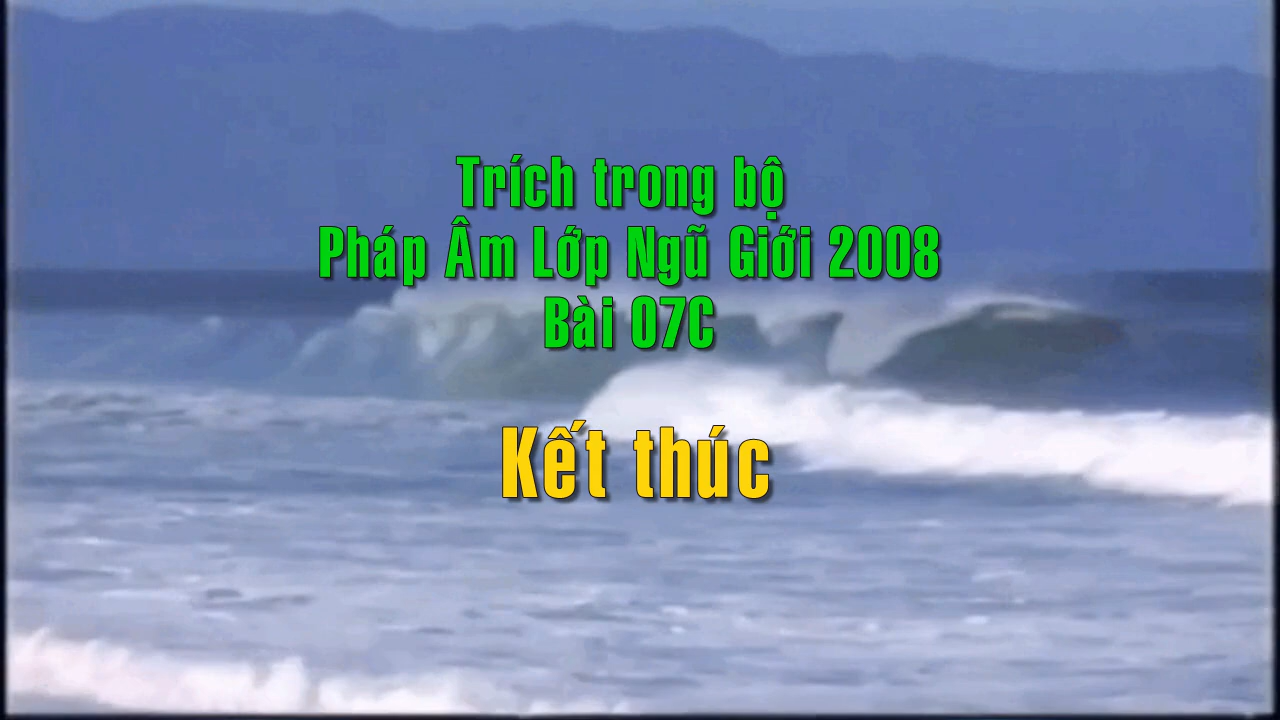 Trích trong bộ
Pháp Âm Lớp Ngũ Giới 2008
Bài 07C
Kết thúc